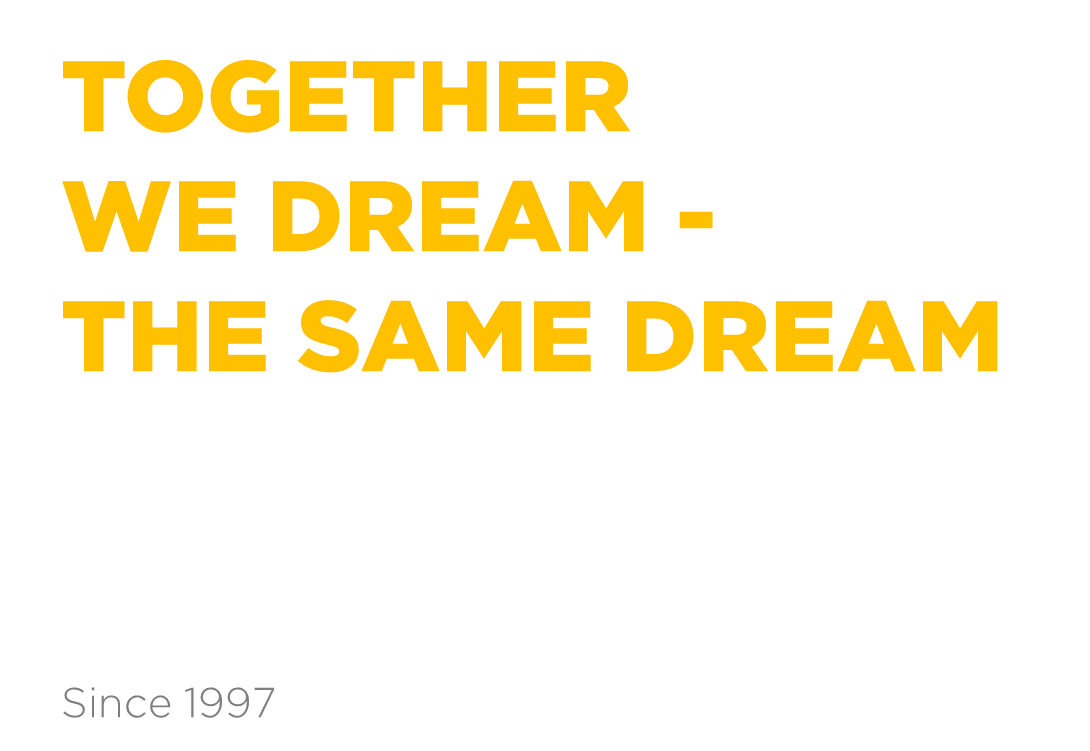 TOGETHER
WE DREAM -
THE SAME DREAM
Since 1997